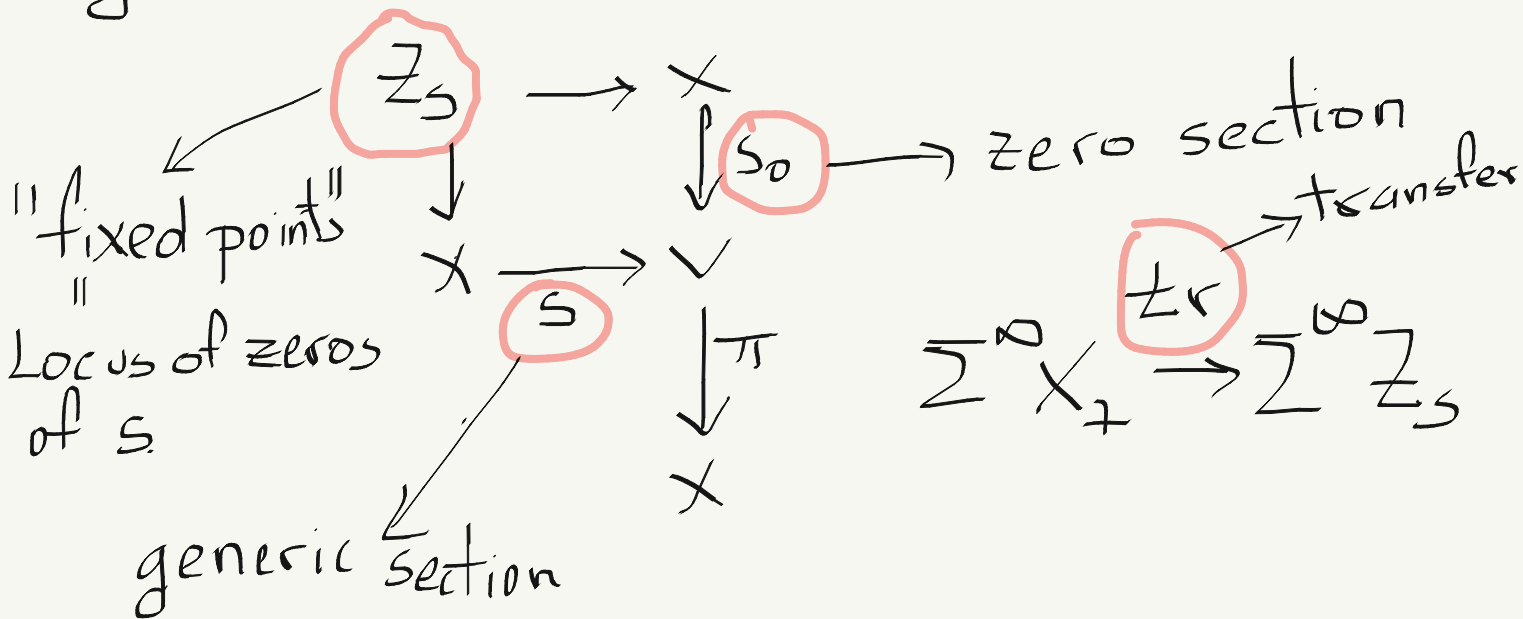 Z_s → X
s_0 → zero section
"fixed points"
"
Locus of zeros
of s.
X → V
s
π
X
generic section
tr → transfer
Σ^∞ X_+ → Σ^∞ Z_s